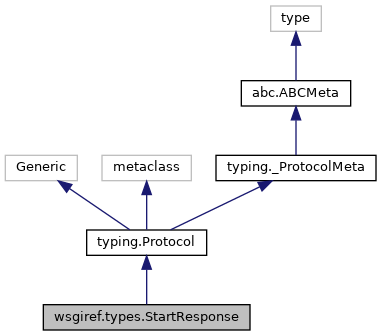 type
abc.ABCMeta
Generic
metaclass
typing._ProtocolMeta
typing.Protocol
wsgiref.types.StartResponse